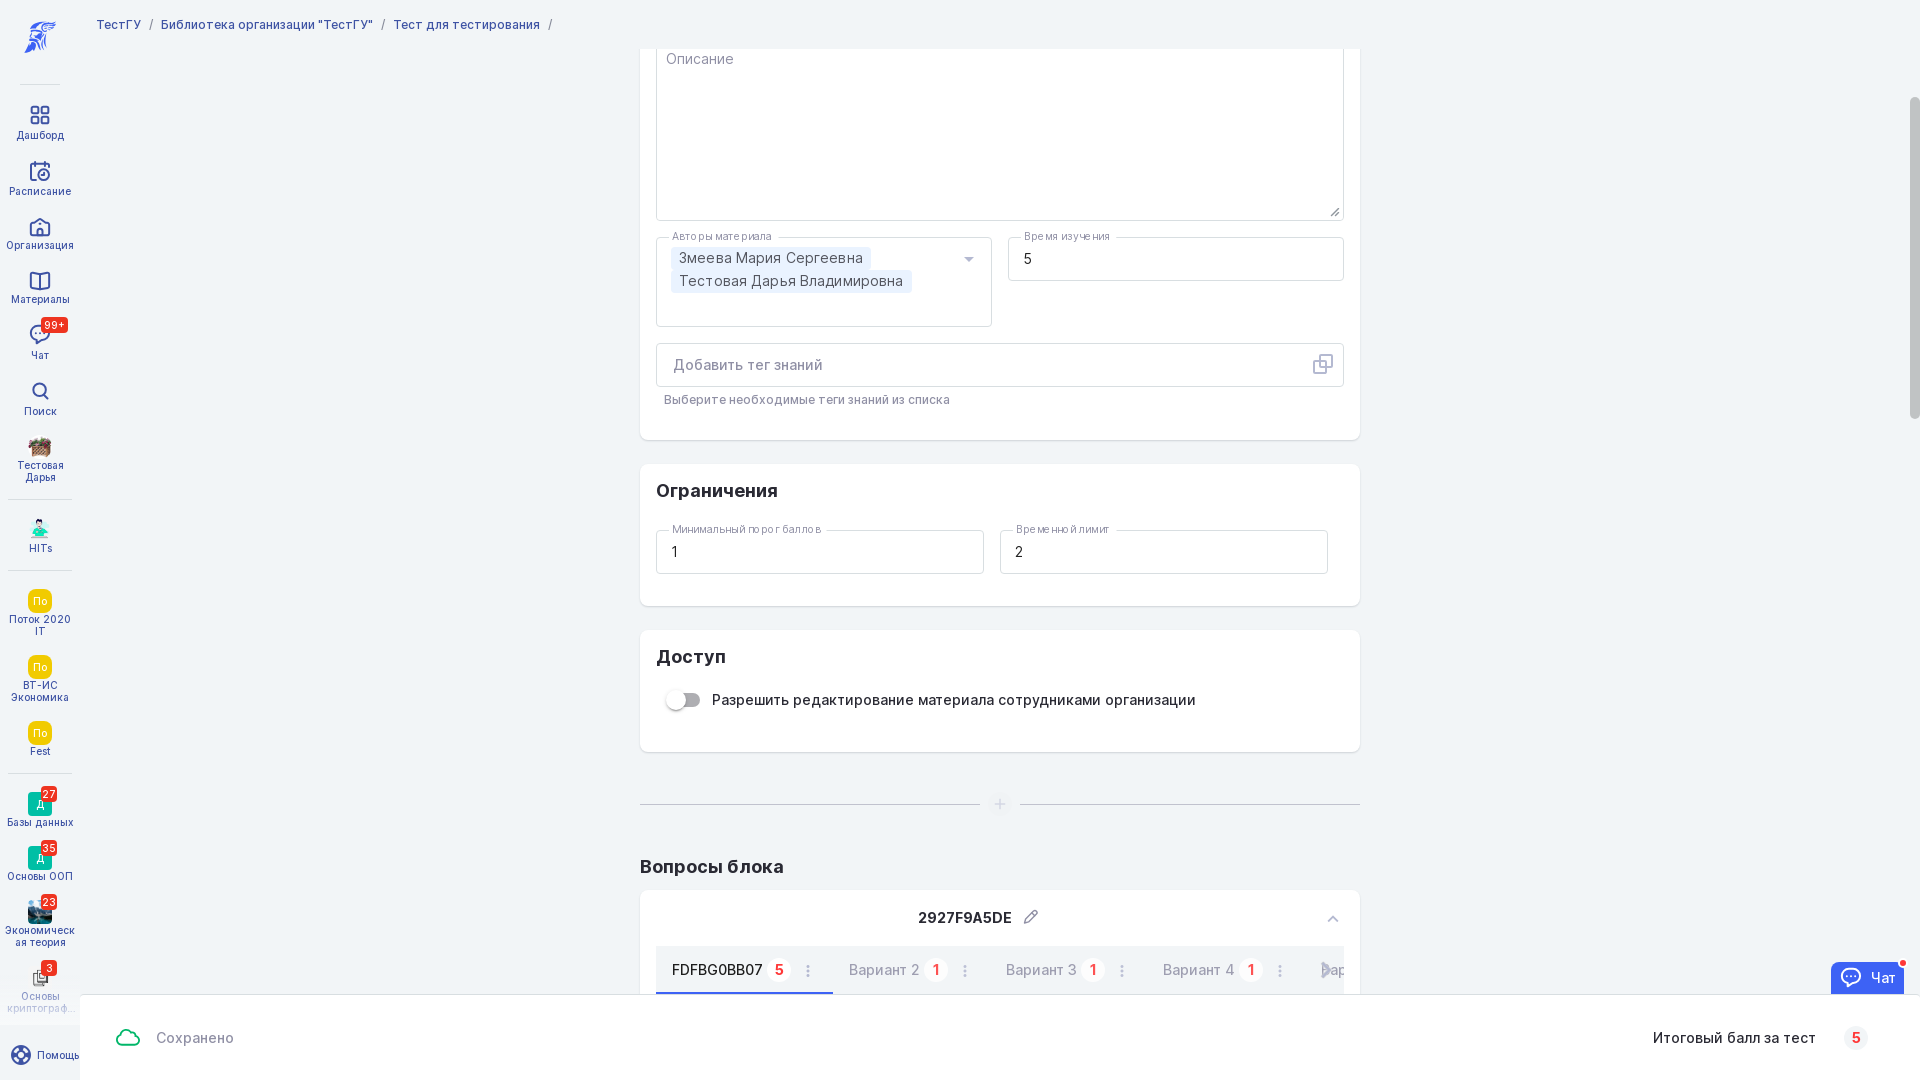 ТестГУ / Библиотека организации "ТестГУ" / Тест для тестирования /
Дашборд
Расписание
Организация
Материалы
99+
Чат
Поиск
Тестовая
Дарья
HITs
По
Поток 2020
IT
По
ВТ-ИС
Экономика
По
Fest
27
Д
Базы данных
35
Д
Основы ООП
23
Экономическ
ая теория
3
Основы
криптограф...
Помощь
Описание
Авторы материала
Змеева Мария Сергеевна
Тестовая Дарья Владимировна
Время изучения
5
Добавить тег знаний
Выберите необходимые теги знаний из списка
Ограничения
Минимальный порог баллов
1
Временной лимит
2
Доступ
Разрешить редактирование материала сотрудниками организации
Вопросы блока
2927F9A5DE
FDFBG0BB07 5 Вариант 2 1 Вариант 3 1 Вариант 4 1
Чат
Сохранено
Итоговый балл за тест 5